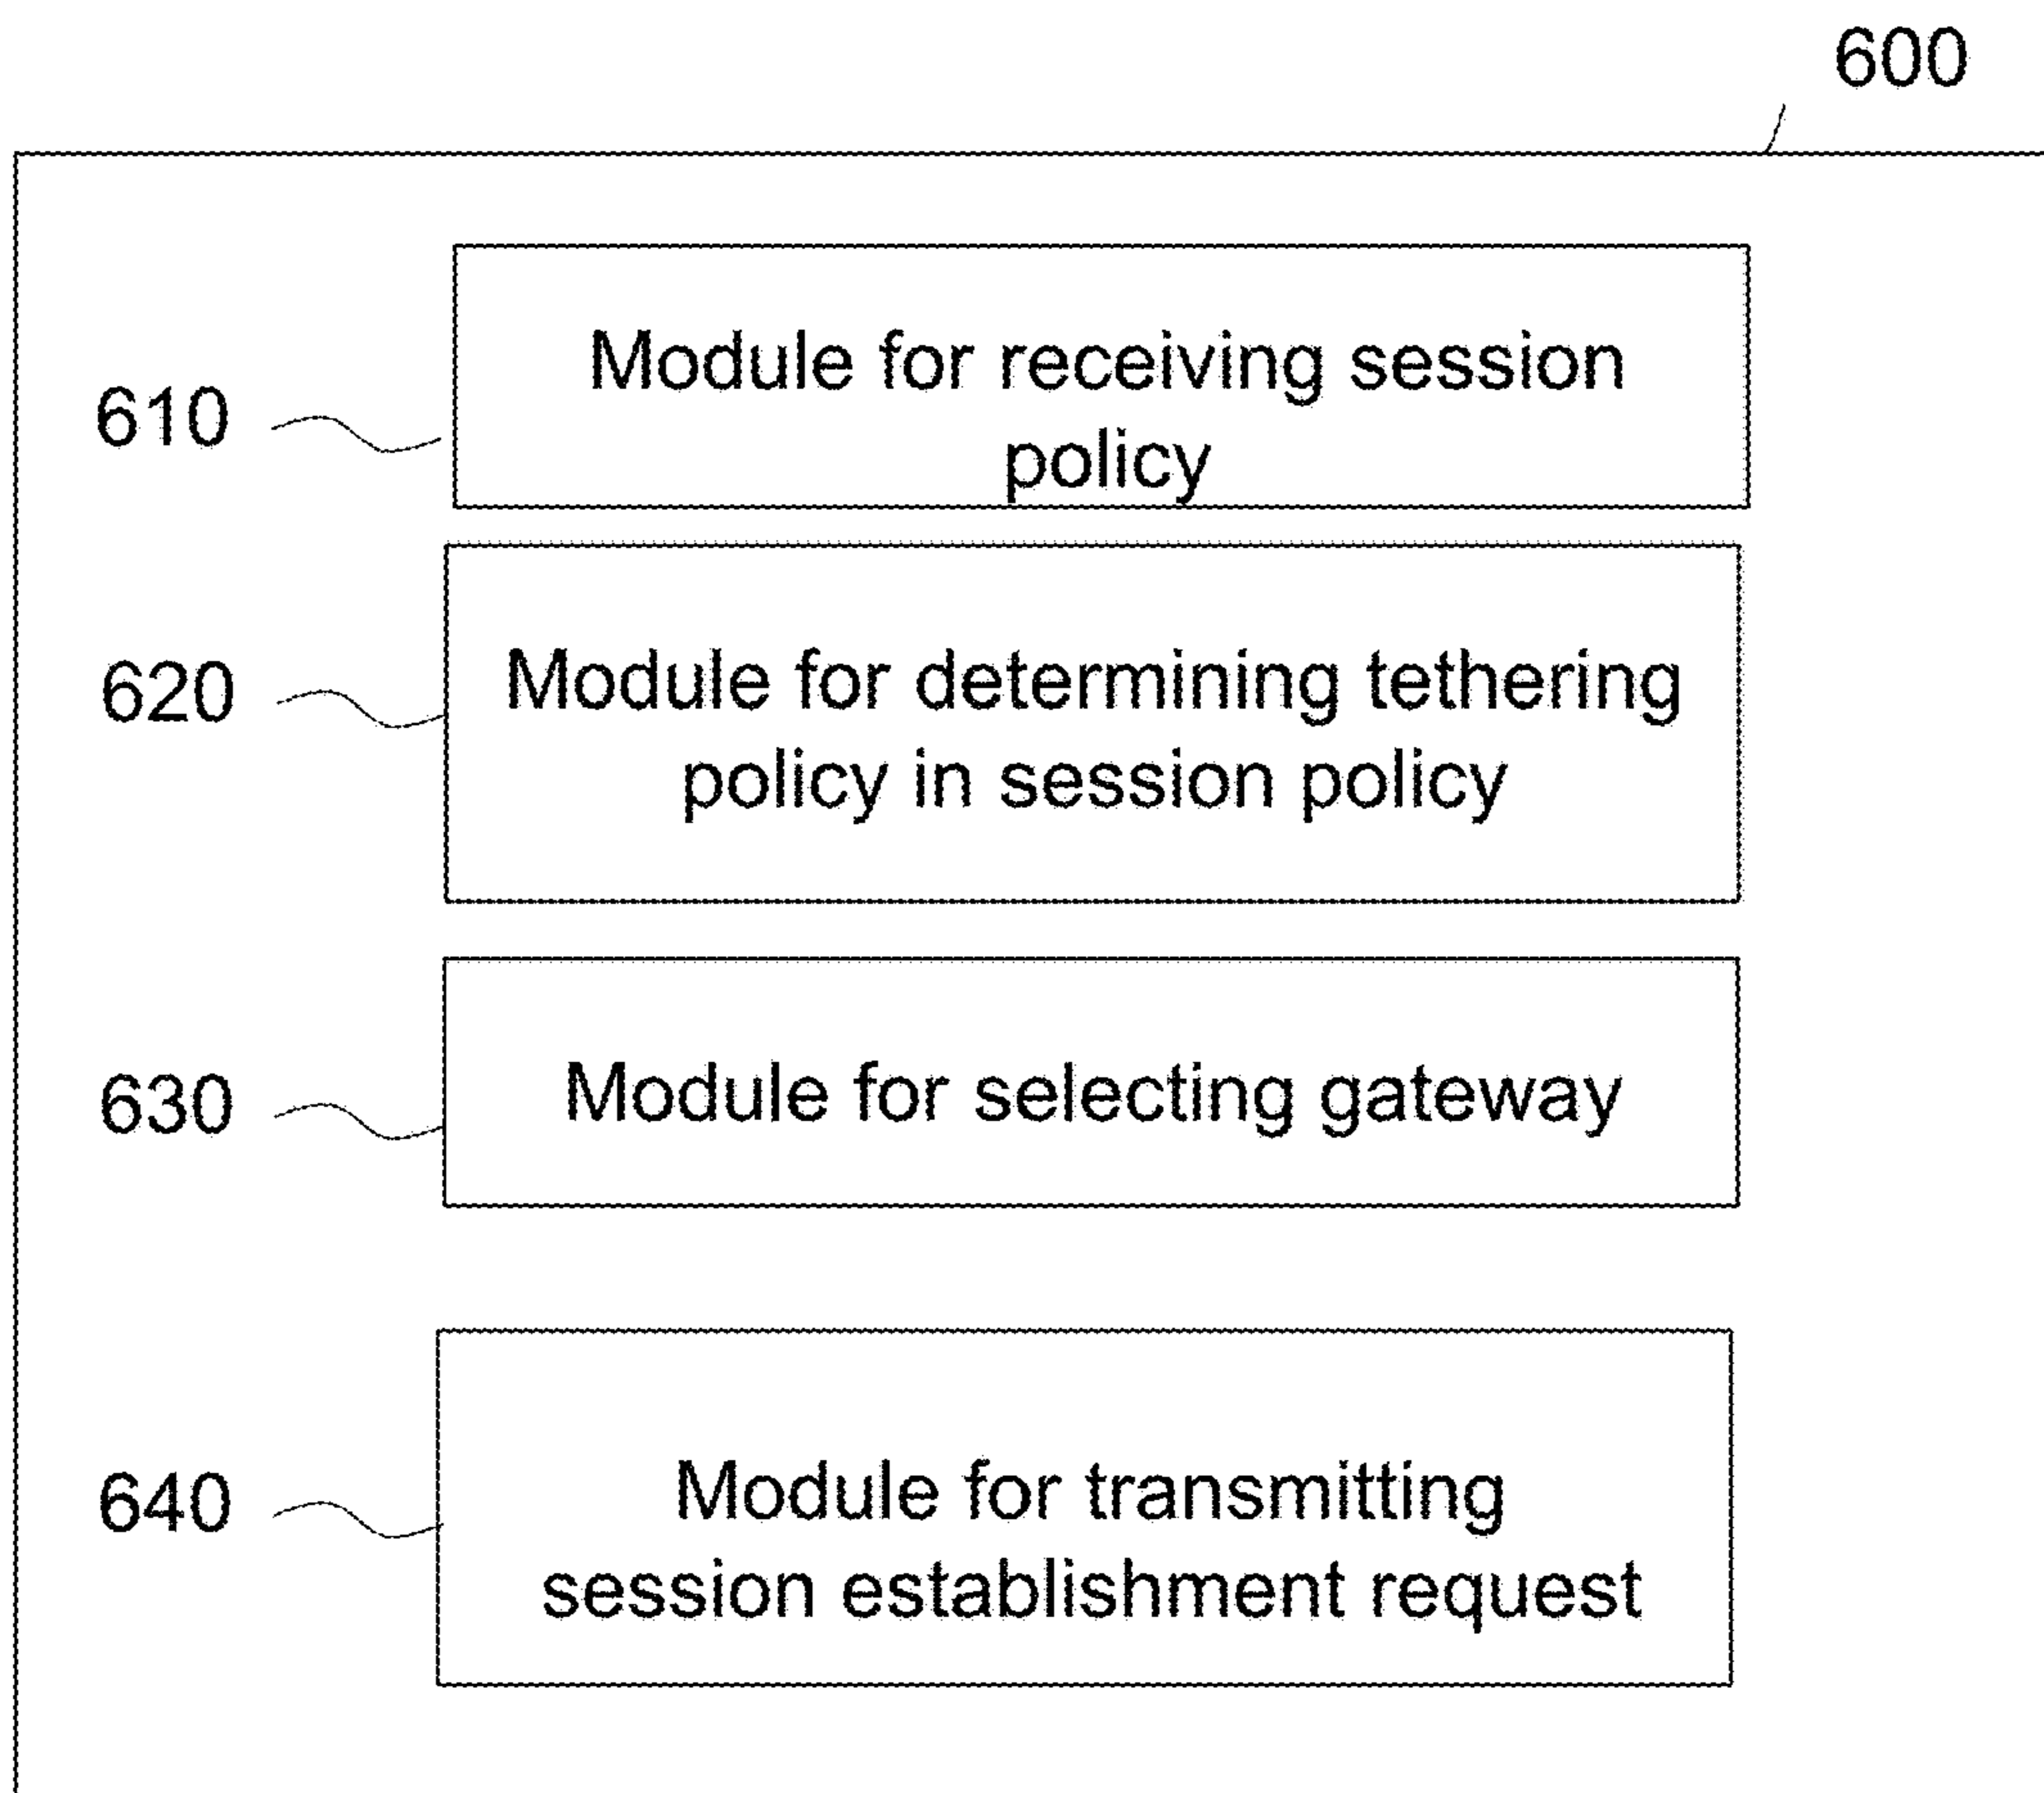 600
610
Module for receiving session
policy
620
Module for determining tethering
policy in session policy
630
Module for selecting gateway
640
Module for transmitting
session establishment request